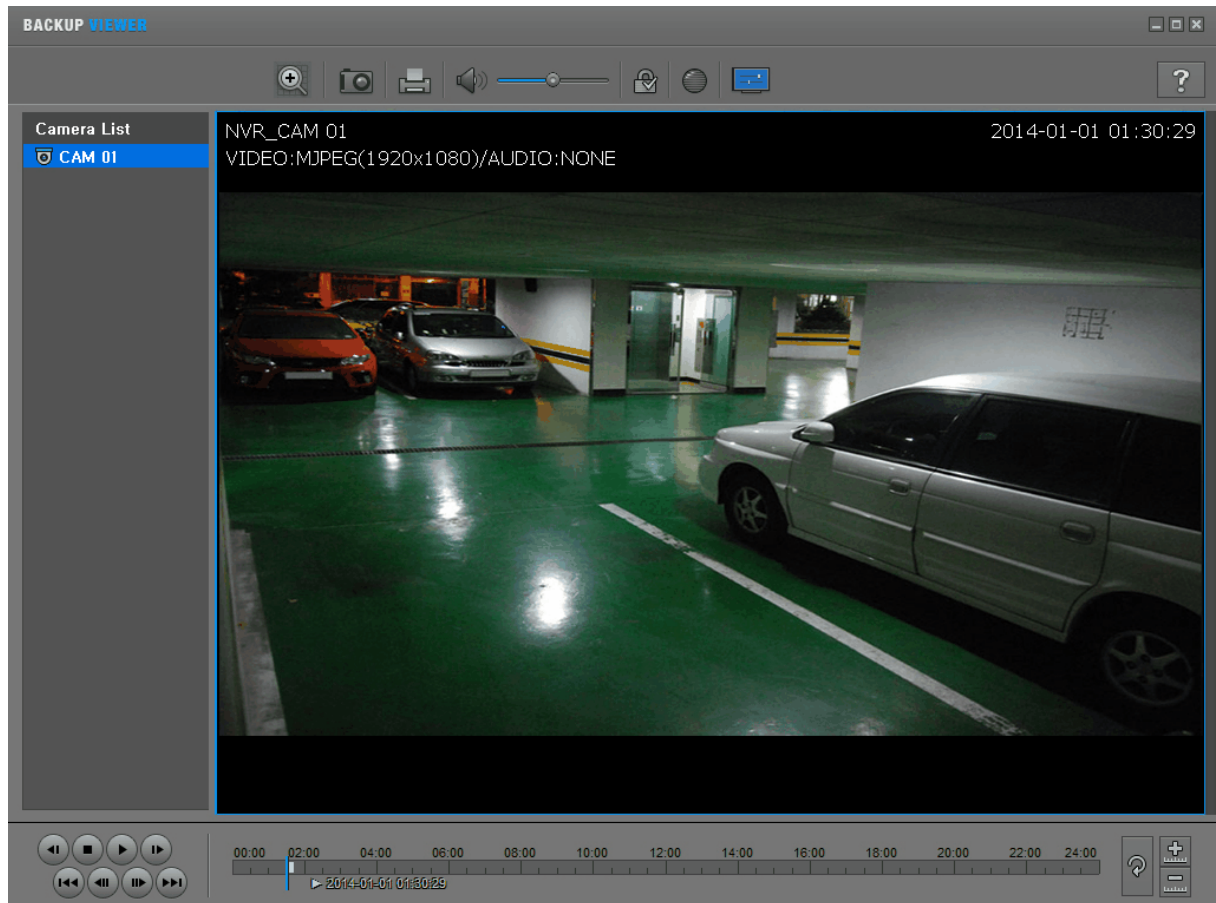 BACKUP VIEWER
?
Camera List
CAM 01
NVR_CAM 01
2014-01-01 01:30:29
VIDEO:MJPEG(1920x1080)/AUDIO:NONE
00:00 02:00 04:00 06:00 08:00 10:00 12:00 14:00 16:00 18:00 20:00 22:00 24:00
2014-01-01 01:30:29